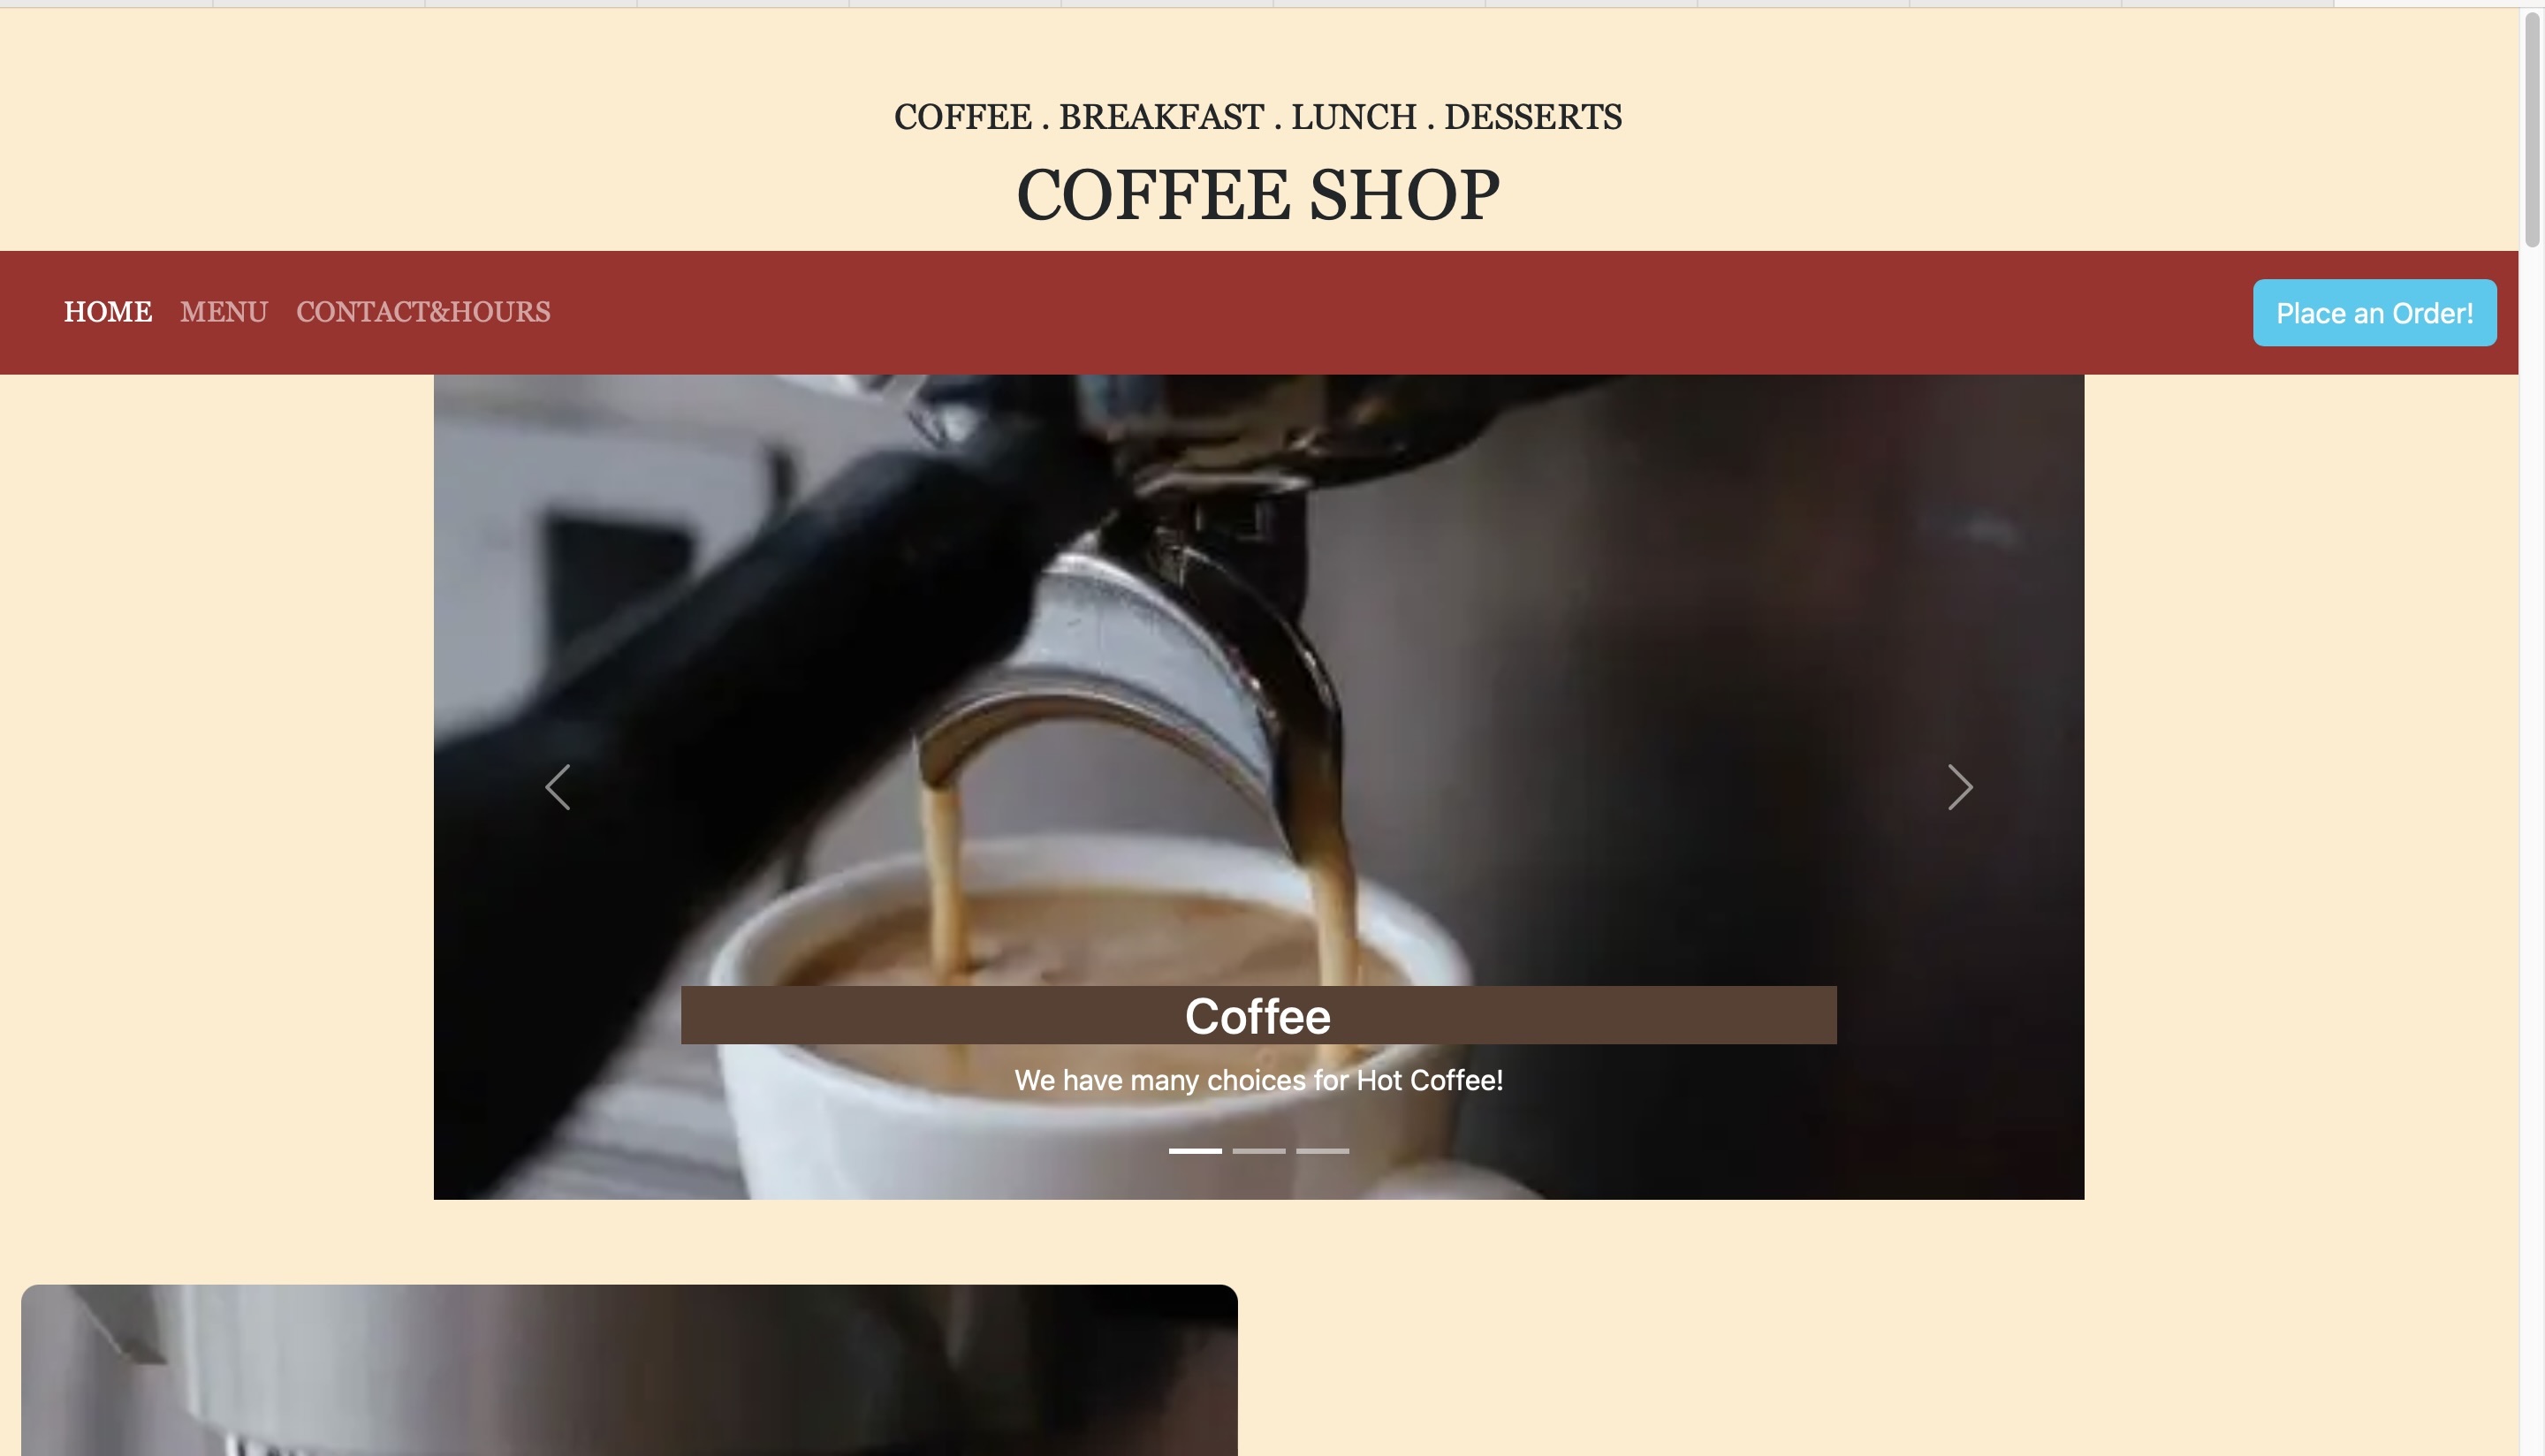 COFFEE . BREAKFAST . LUNCH . DESSERTS
COFFEE SHOP
HOME MENU CONTACT&HOURS Place an Order!
Coffee
We have many choices for Hot Coffee!